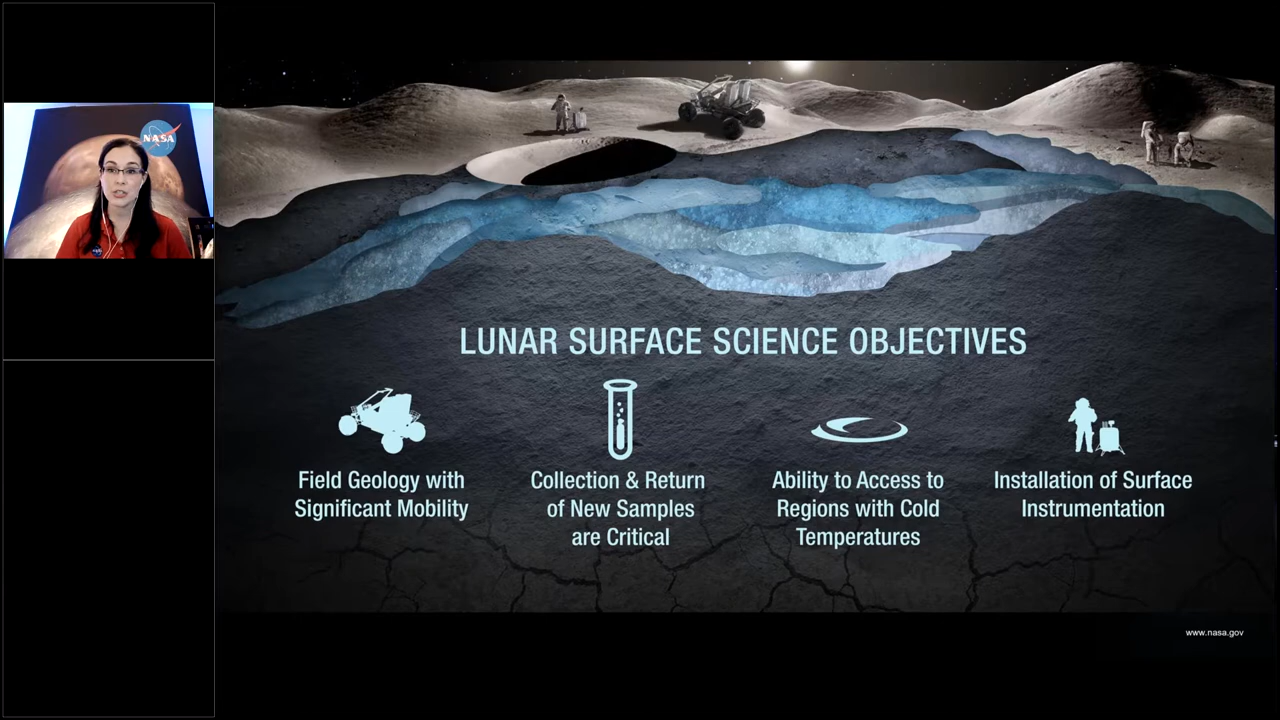 NASA
LUNAR SURFACE SCIENCE OBJECTIVES
Field Geology with
Significant Mobility
Collection & Return
of New Samples
are Critical
Ability to Access to
Regions with Cold
Temperatures
Installation of Surface
Instrumentation
www.nasa.gov